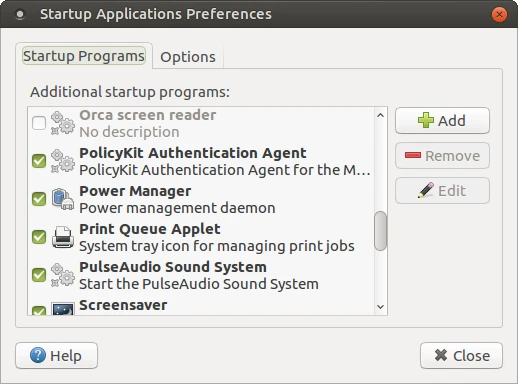 Startup Applications Preferences
Startup Programs
Options
Additional startup programs:
Orca screen reader
No description
PolicyKit Authentication Agent
PolicyKit Authentication Agent for the M...
Power Manager
Power management daemon
Print Queue Applet
System tray icon for managing print jobs
PulseAudio Sound System
Start the PulseAudio Sound System
Screensaver
Add
Remove
Edit
Help
Close